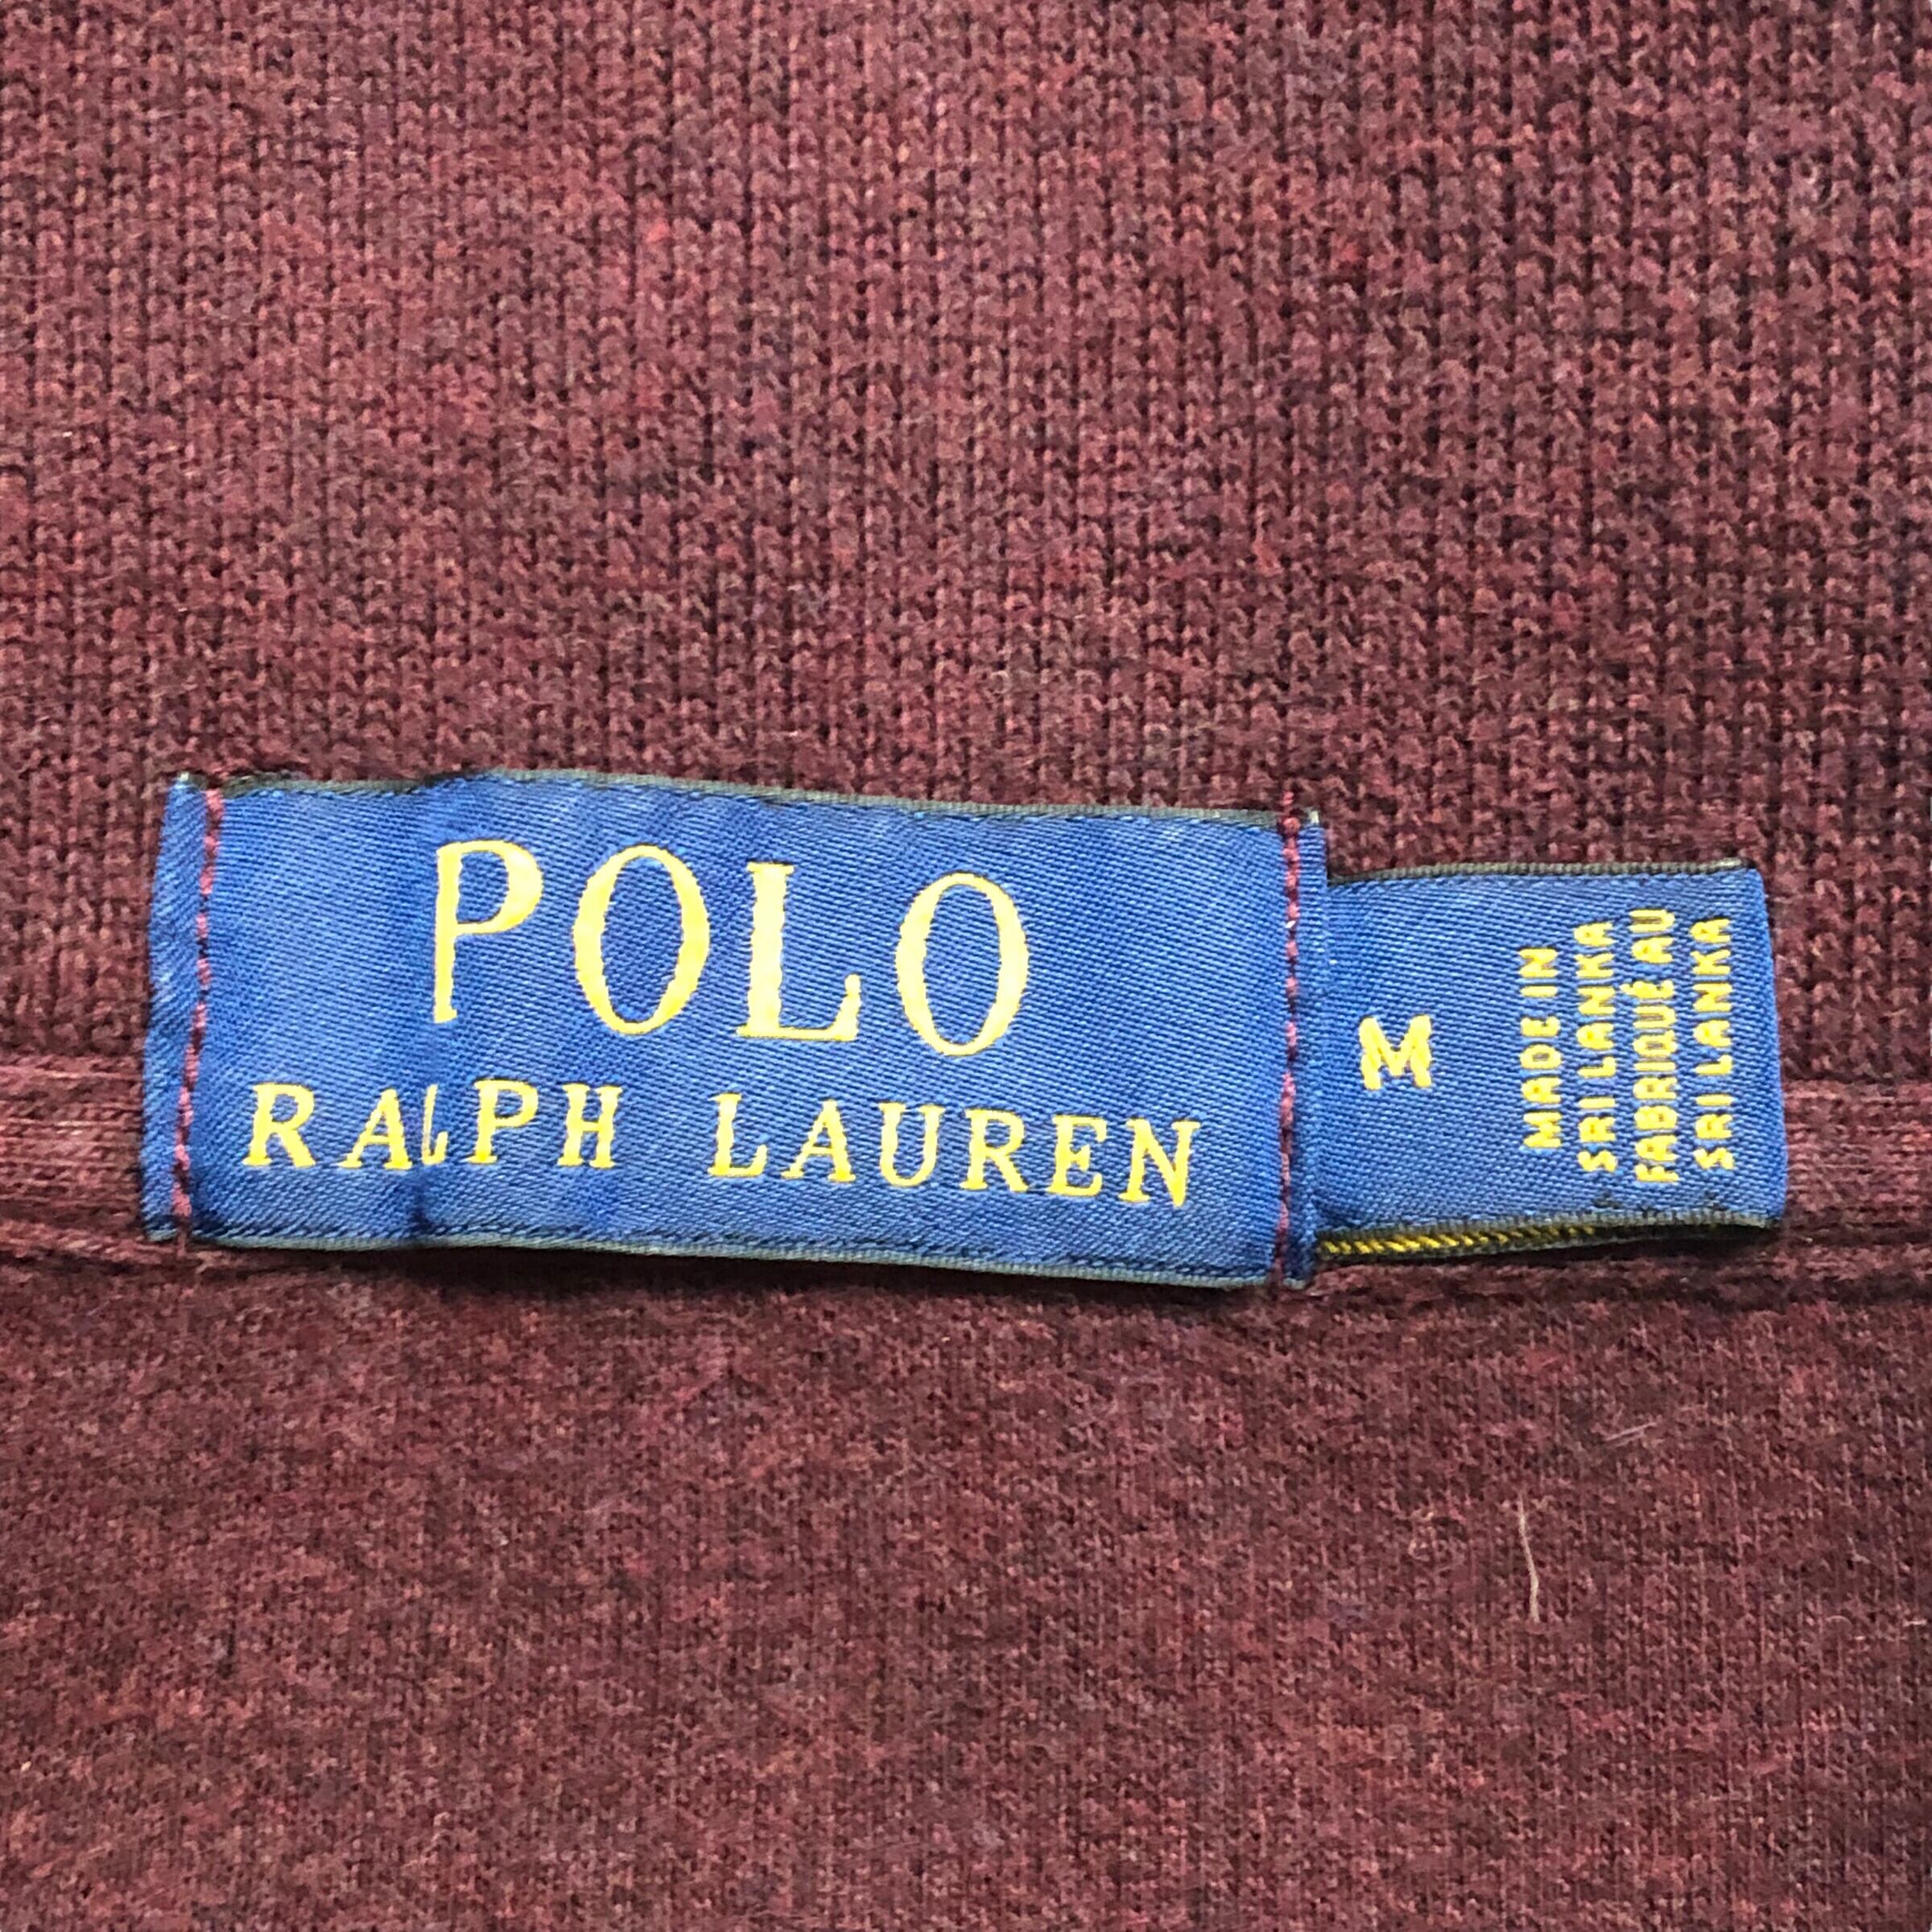 POLO
RALPH LAUREN
M
MADE IN
SRI LANKA
FABRIQUÉ AU
SRI LANKA